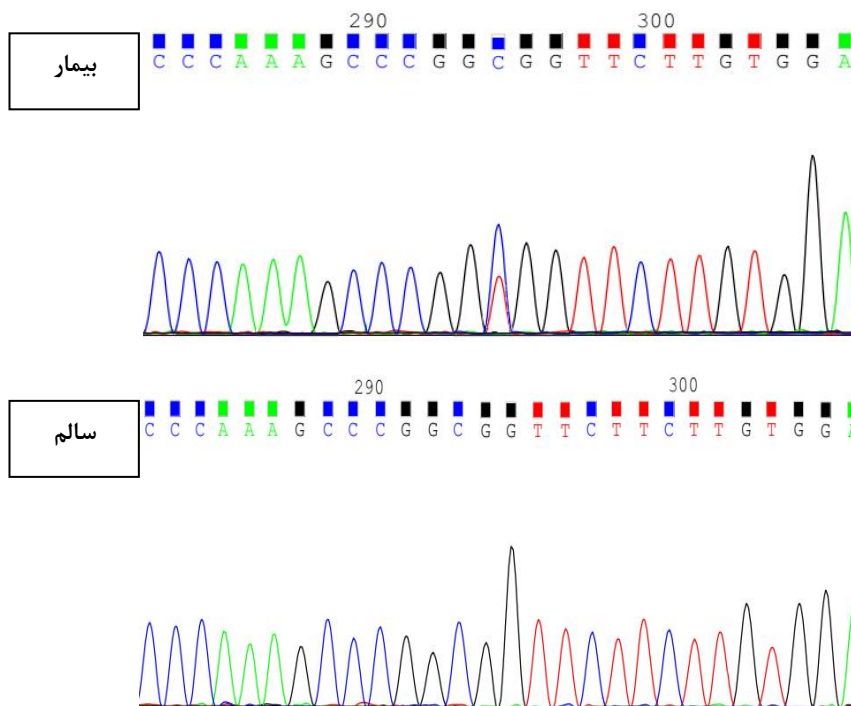 290 300
بیمار
C C C A A A G C C C G G C G G T T C T T G T G G A
290 300
سالم
C C C A A A G C C C G G C G G T T C T T C T T G T G G A